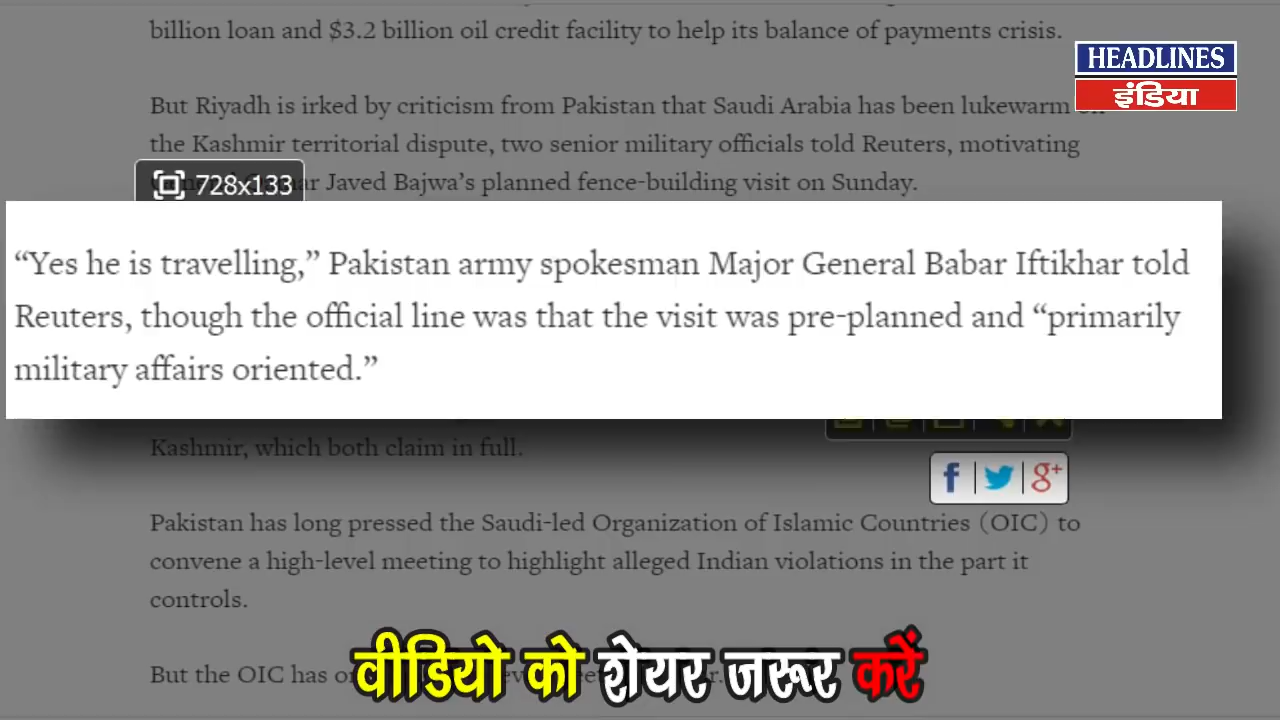 billion loan and $3.2 billion oil credit facility to help its balance of payments crisis.
HEADLINES
इंडिया
But Riyadh is irked by criticism from Pakistan that Saudi Arabia has been lukewarm
the Kashmir territorial dispute, two senior military officials told Reuters, motivating
728x133
Javed Bajwa’s planned fence-building visit on Sunday.
“Yes he is travelling,” Pakistan army spokesman Major General Babar Iftikhar told
Reuters, though the official line was that the visit was pre-planned and “primarily
military affairs oriented.”
Kashmir, which both claim in full.
f
g+
Pakistan has long pressed the Saudi-led Organization of Islamic Countries (OIC) to
convene a high-level meeting to highlight alleged Indian violations in the part it
controls.
But the OIC has
वीडियो को शेयर जरूर करें